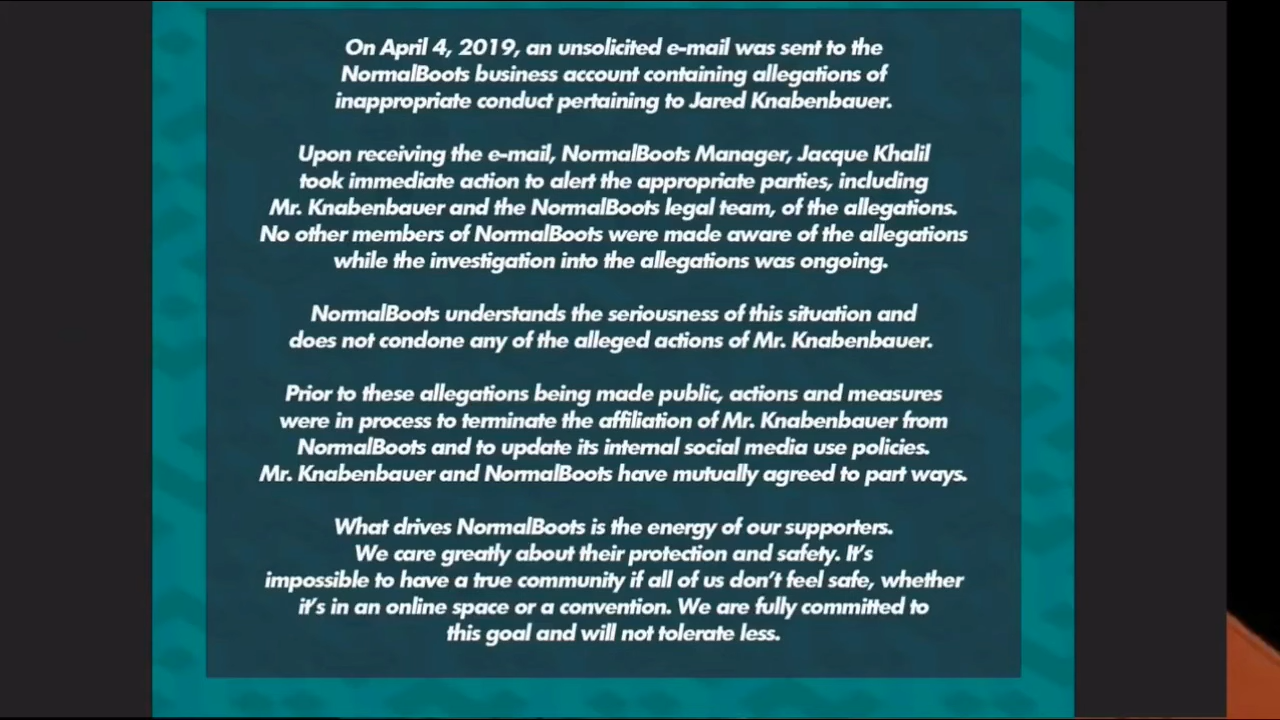 On April 4, 2019, an unsolicited e-mail was sent to the
NormalBoots business account containing allegations of
inappropriate conduct pertaining to Jared Knabenbauer.
Upon receiving the e-mail, NormalBoots Manager, Jacque Khalil
took immediate action to alert the appropriate parties, including
Mr. Knabenbauer and the NormalBoots legal team, of the allegations.
No other members of NormalBoots were made aware of the allegations
while the investigation into the allegations was ongoing.
NormalBoots understands the seriousness of this situation and
does not condone any of the alleged actions of Mr. Knabenbauer.
Prior to these allegations being made public, actions and measures
were in process to terminate the affiliation of Mr. Knabenbauer from
NormalBoots and to update its internal social media use policies.
Mr. Knabenbauer and NormalBoots have mutually agreed to part ways.
What drives NormalBoots is the energy of our supporters.
We care greatly about their protection and safety. It's
impossible to have a true community if all of us don't feel safe, whether
it's in an online space or a convention. We are fully committed to
this goal and will not tolerate less.